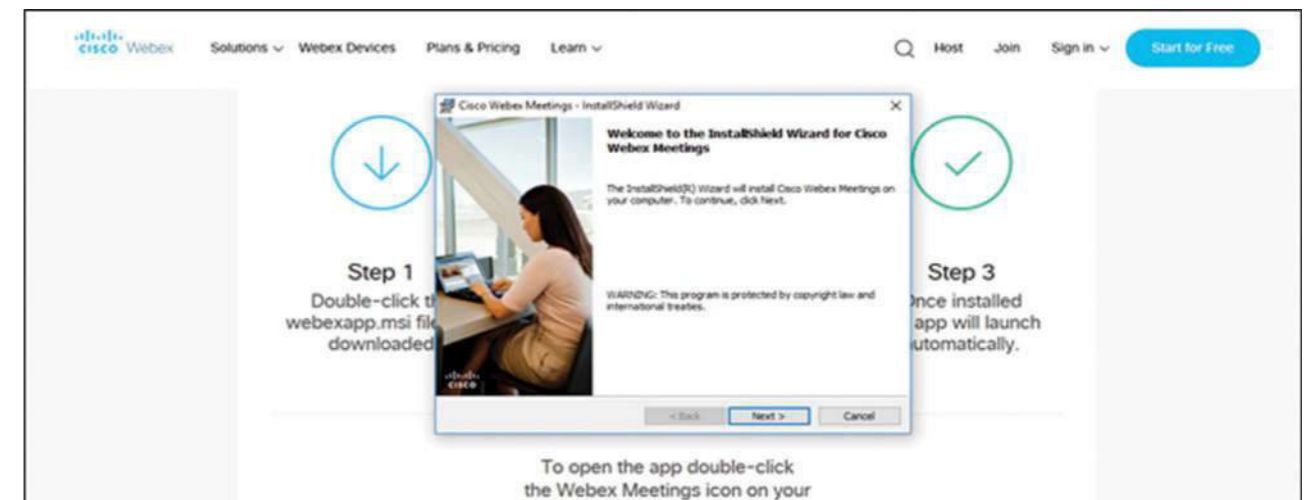 CISCO Webex
Solutions
Webex Devices
Plans & Pricing
Learn
Host
Join
Sign in
Start for Free
Cisco Webex Meetings - InstallShield Wizard
Welcome to the InstallShield Wizard for Cisco
Webex Meetings
The InstallShield(R) Wizard will install Cisco Webex Meetings on
your computer. To continue, click Next.
WARNING: This program is protected by copyright law and
international treaties.
CISCO
< Back
Next >
Cancel
Step 1
Double-click
webexapp.msi
downloaded
Step 3
installed
app will launch
To open the app double-click
the Webex Meetings icon on your